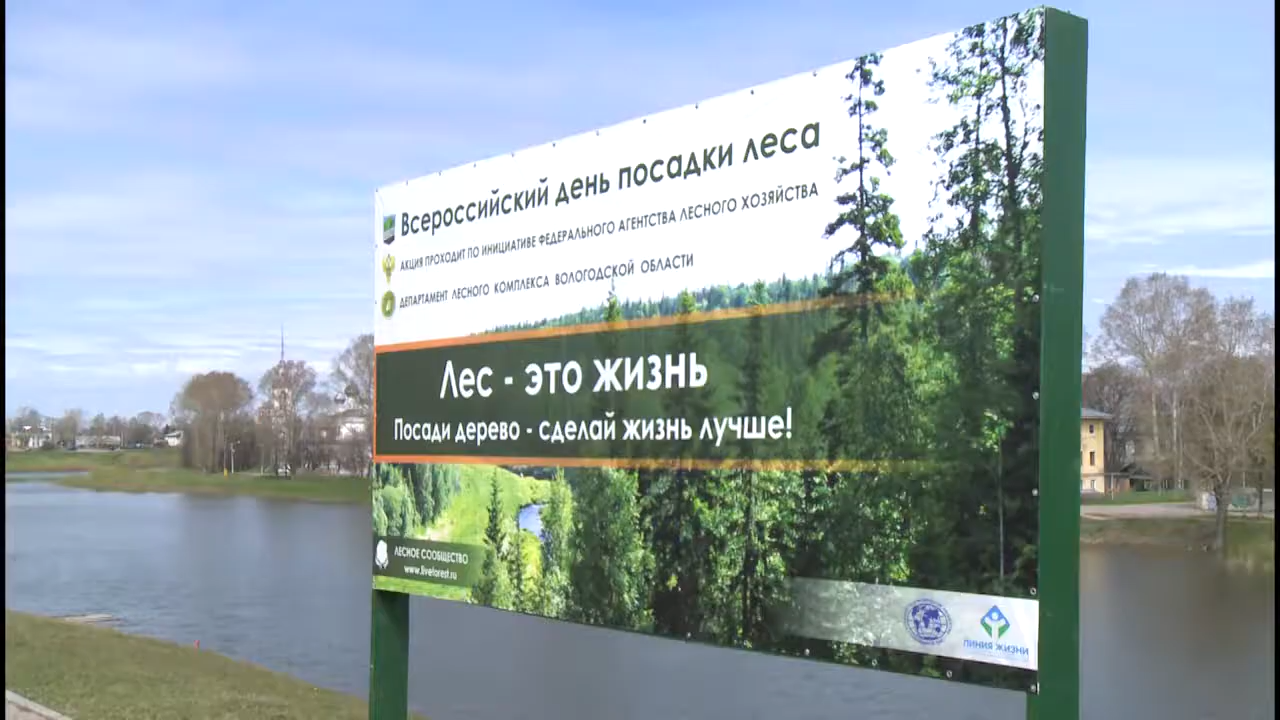 Всероссийский день посадки леса
АКЦИЯ ПРОХОДИТ ПО ИНИЦИАТИВЕ ФЕДЕРАЛЬНОГО АГЕНТСТВА ЛЕСНОГО ХОЗЯЙСТВА
ДЕПАРТАМЕНТ ЛЕСНОГО КОМПЛЕКСА ВОЛОГОДСКОЙ ОБЛАСТИ
Лес - это жизнь
Посади дерево - сделай жизнь лучше!
ЛЕСНОЕ СООБЩЕСТВО
www.liveforest.ru
ЛИНИЯ ЖИЗНИ